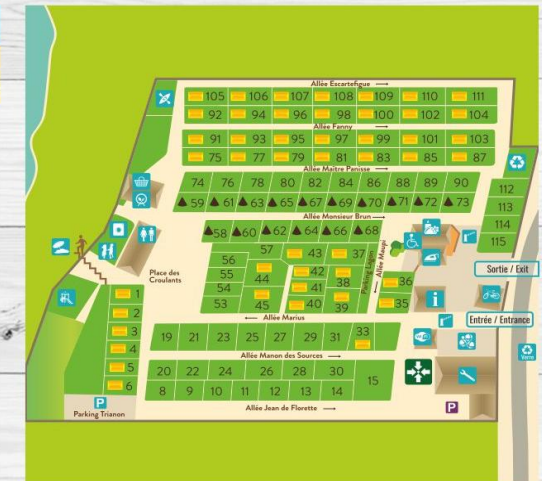 Allée Escartefigue →
105 106 107 108 109 110 111
92 94 96 98 100 102 104
Allée Fanny →
91 93 95 97 99 101 103
75 77 79 81 83 85 87
Allée Maître Panisse →
74 76 78 80 82 84 86 88 89 90
59 61 63 65 67 69 70 71 72 73
Allée Monsieur Brun →
58 60 62 64 66 68
112
113
114
115
57 43 37
56
55 44 42 38
54 41
53 45 40 39
Parking Lagon
Allée Maupi
36
35
Place des
Croulants
Sortie / Exit
i
Entrée / Entrance
← Allée Marius
1
2
3
4
5
6
19 21 23 25 27 29 31 33
Allée Manon des Sources →
20 22 24 26 28 30
8 9 10 11 12 13 14 15
Allée Jean de Florette →
P
Parking Trianon
P
Verre